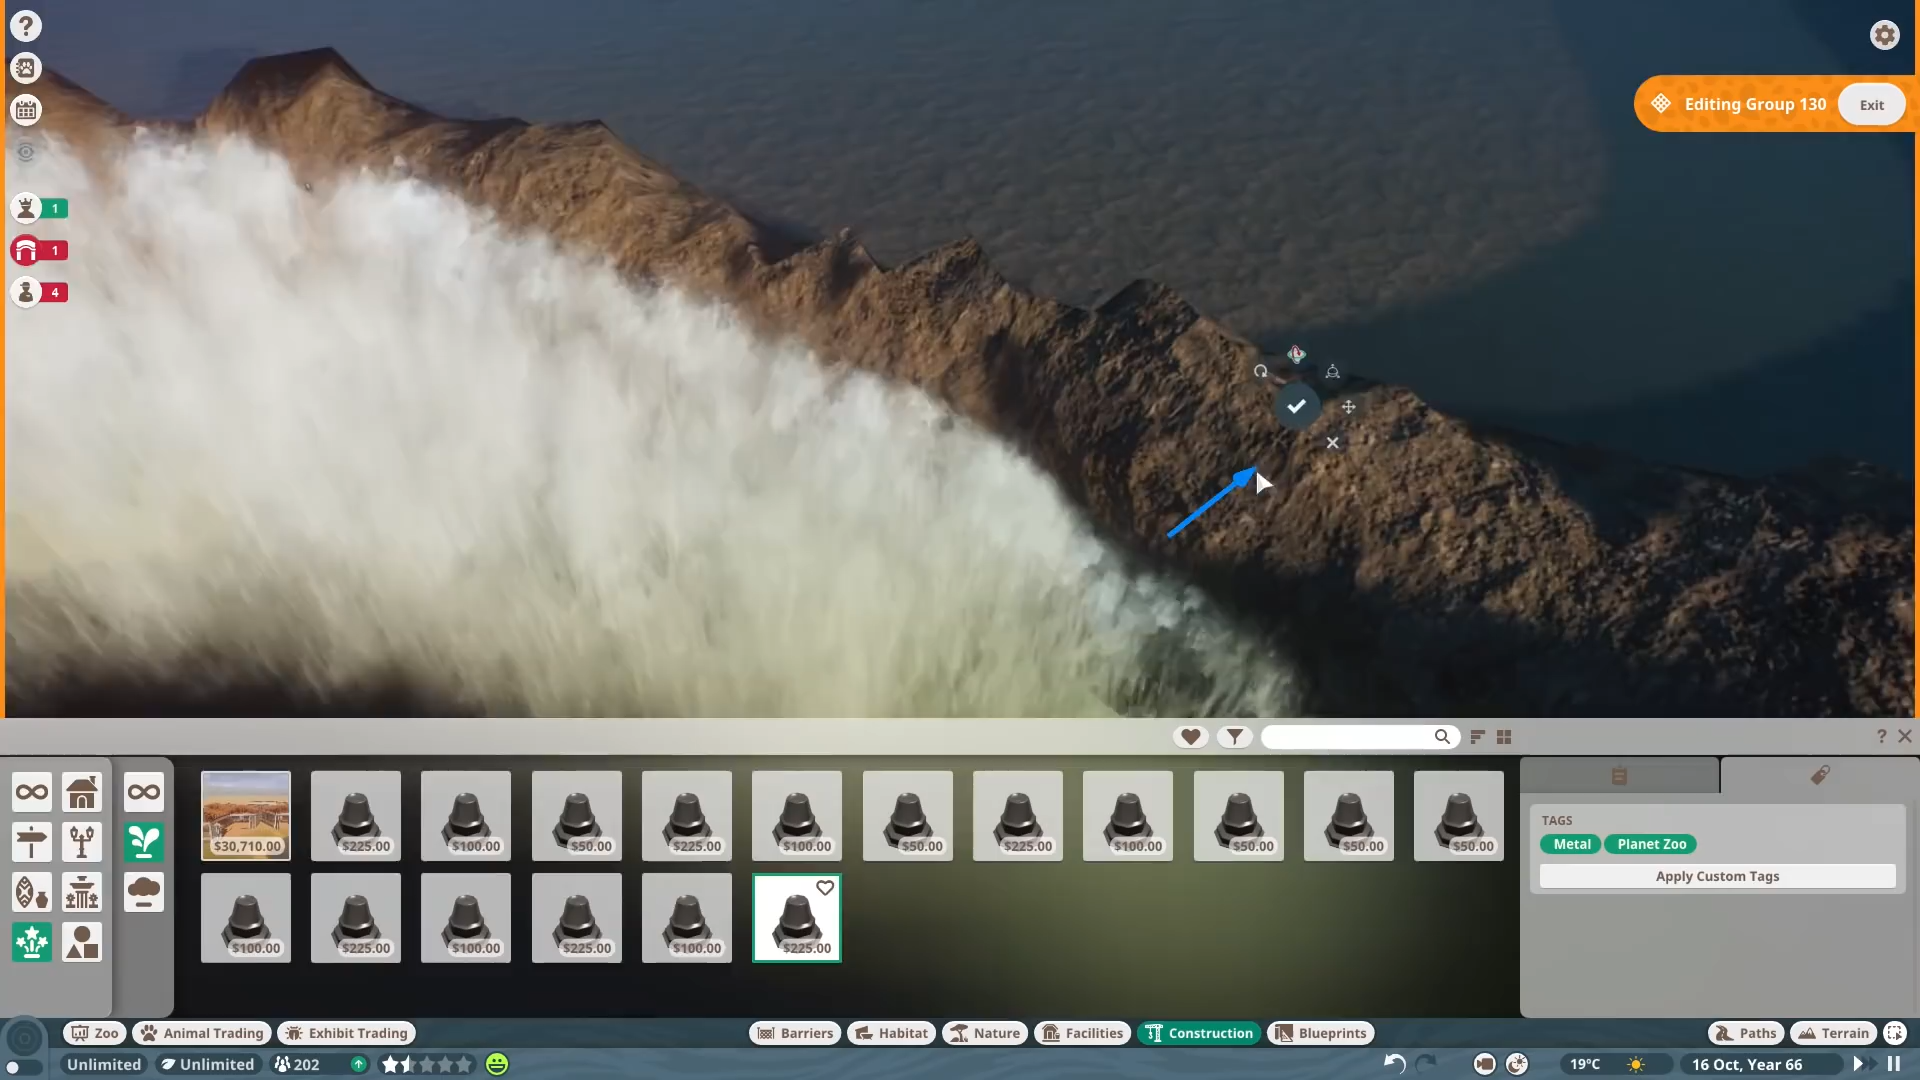 ?
Editing Group 130
Exit
1
1
4
?
$30,710.00
$225.00
$100.00
$50.00
$225.00
$100.00
$50.00
$225.00
$100.00
$50.00
$50.00
$50.00
$100.00
$225.00
$100.00
$225.00
$100.00
$225.00
TAGS
Metal
Planet Zoo
Apply Custom Tags
Zoo
Animal Trading
Exhibit Trading
Barriers
Habitat
Nature
Facilities
Construction
Blueprints
Paths
Terrain
Unlimited
Unlimited
202
19°C
16 Oct, Year 66